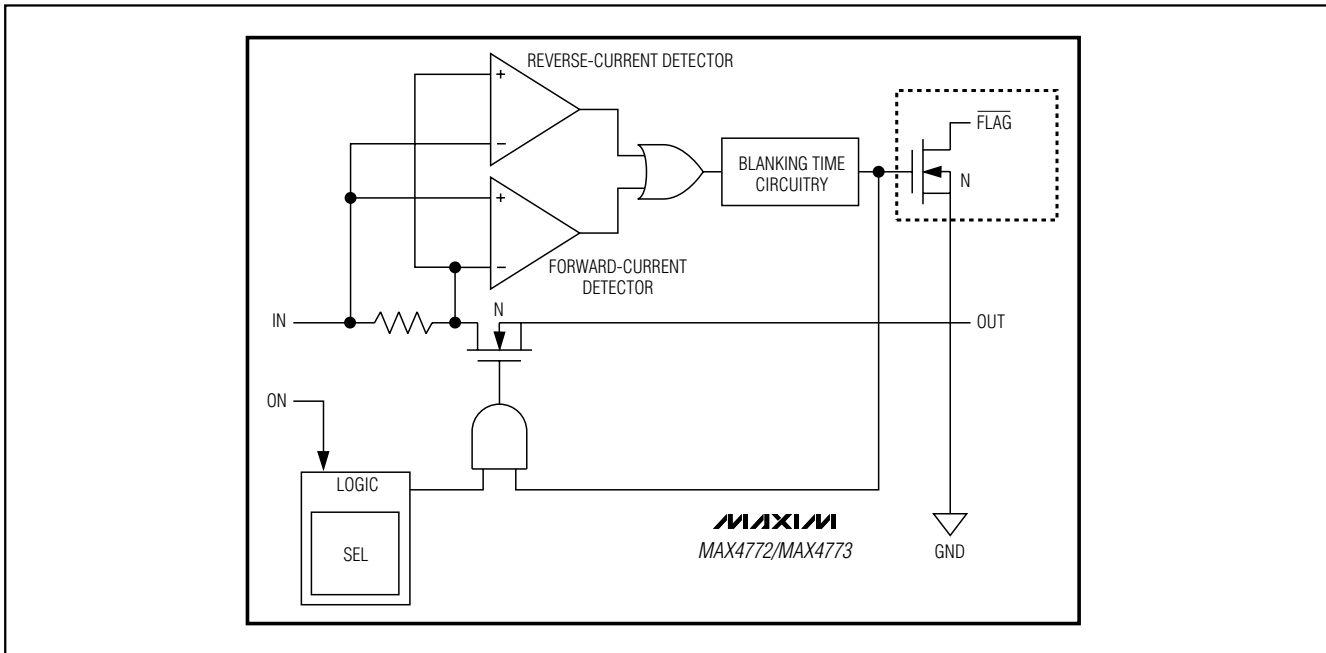 REVERSE-CURRENT DETECTOR
+
−
FLAG
BLANKING TIME
CIRCUITRY
N
+
−
FORWARD-CURRENT
DETECTOR
N
IN
OUT
ON
LOGIC
SEL
MAXIM
MAX4772/MAX4773
GND